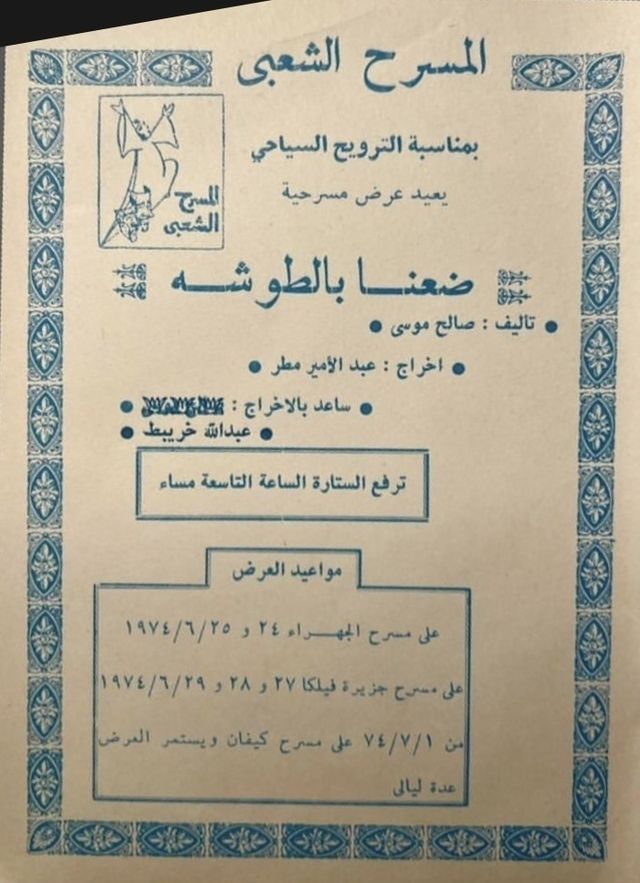 المسرح الشعبى
المسرح
الشعبى
بمناسبة الترويح السياحي
يعيد عرض مسرحية
ضعنا بالطوشه
● تأليف : صالح موسى ●
● اخراج : عبد الأمير مطر ●
● ساعد بالاخراج : ●
● عبدالله خريبط ●
ترفع الستارة الساعة التاسعة مساء
مواعيد العرض
على مسرح الجهراء ٢٤ و ١٩٧٤/٦/٢٥
على مسرح جزيرة فيلكا ٢٧ و ٢٨ و ١٩٧٤/٦/٢٩
من ٧٤/٧/١ على مسرح كيفان ويستمر العرض
عدة ليالى